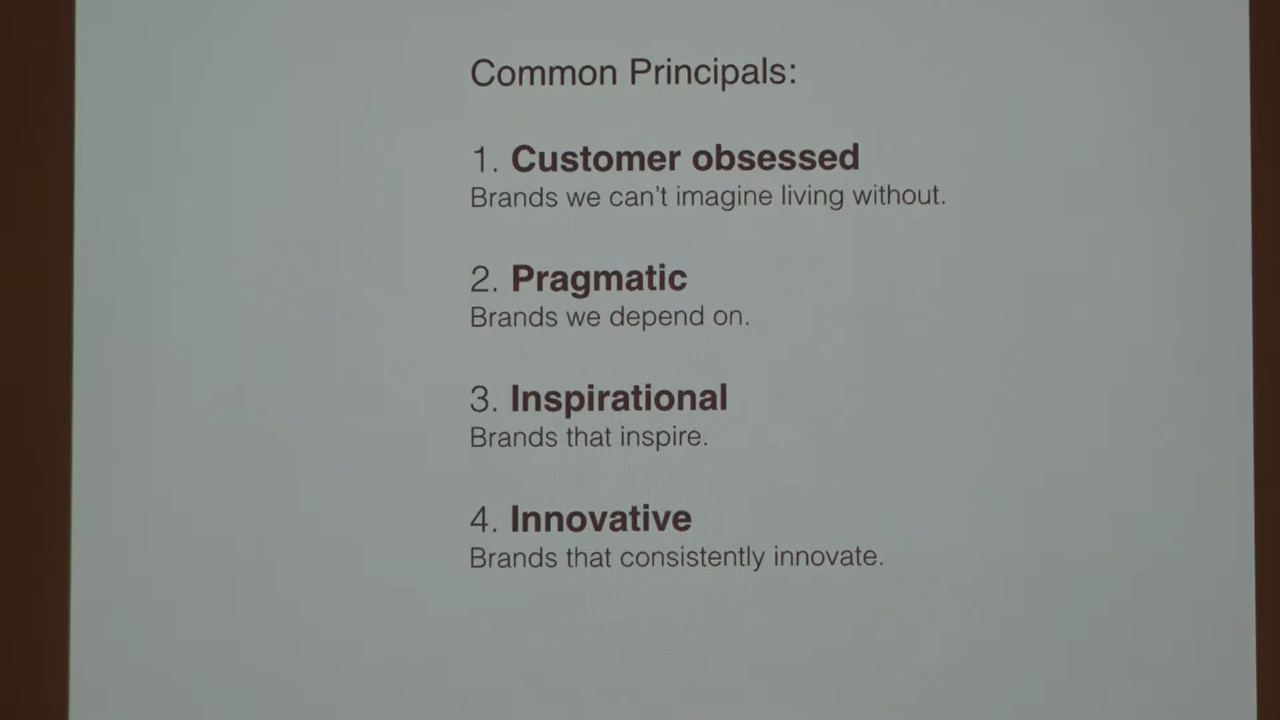 Common Principals:
1. Customer obsessed
Brands we can't imagine living without.
2. Pragmatic
Brands we depend on.
3. Inspirational
Brands that inspire.
4. Innovative
Brands that consistently innovate.